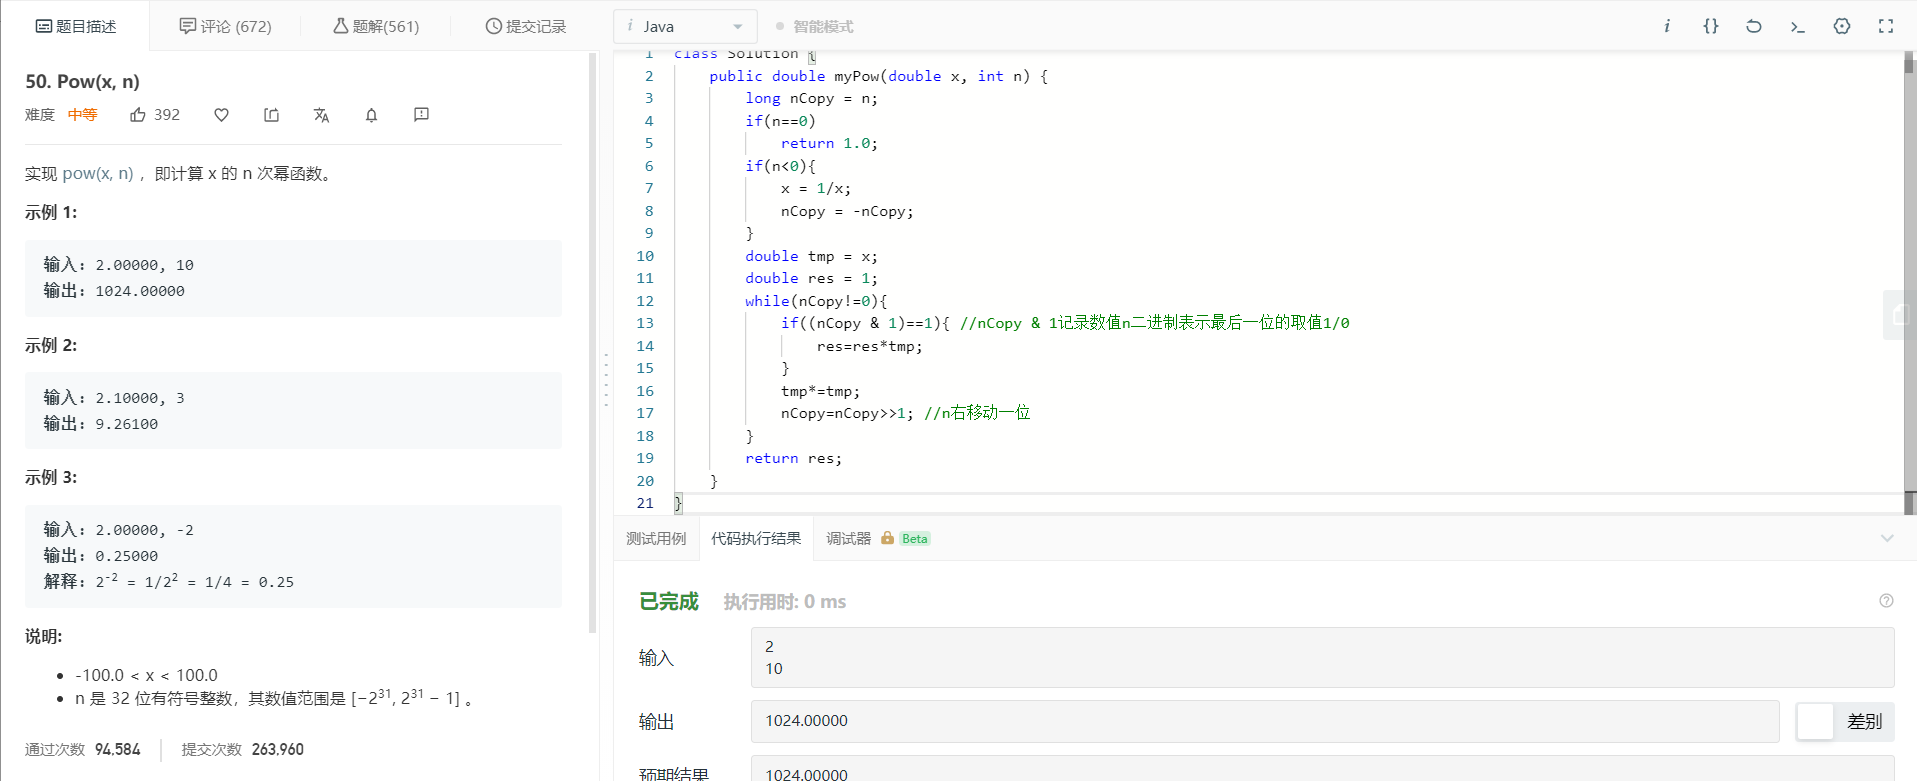 题目描述
评论 (672)
题解(561)
提交记录
50. Pow(x, n)
难度 中等 392
实现 pow(x, n) ，即计算 x 的 n 次幂函数。
示例 1:
输入: 2.00000, 10
输出: 1024.00000
示例 2:
输入: 2.10000, 3
输出: 9.26100
示例 3:
输入: 2.00000, -2
输出: 0.25000
解释: 2⁻² = 1/2² = 1/4 = 0.25
说明:
• -100.0 < x < 100.0
• n 是 32 位有符号整数，其数值范围是 [−2³¹, 2³¹ − 1] 。
通过次数 94,584 提交次数 263,960
i Java 智能模式
1 class Solution {
2 public double myPow(double x, int n) {
3 long nCopy = n;
4 if(n==0)
5 return 1.0;
6 if(n<0){
7 x = 1/x;
8 nCopy = -nCopy;
9 }
10 double tmp = x;
11 double res = 1;
12 while(nCopy!=0){
13 if((nCopy & 1)==1){ //nCopy & 1记录数值n二进制表示最后一位的取值1/0
14 res=res*tmp;
15 }
16 tmp*=tmp;
17 nCopy=nCopy>>1; //n右移动一位
18 }
19 return res;
20 }
21 }
测试用例 代码执行结果 调试器 Beta
已完成 执行用时: 0 ms
输入
2
10
输出 1024.00000 差别
预期结果 1024.00000